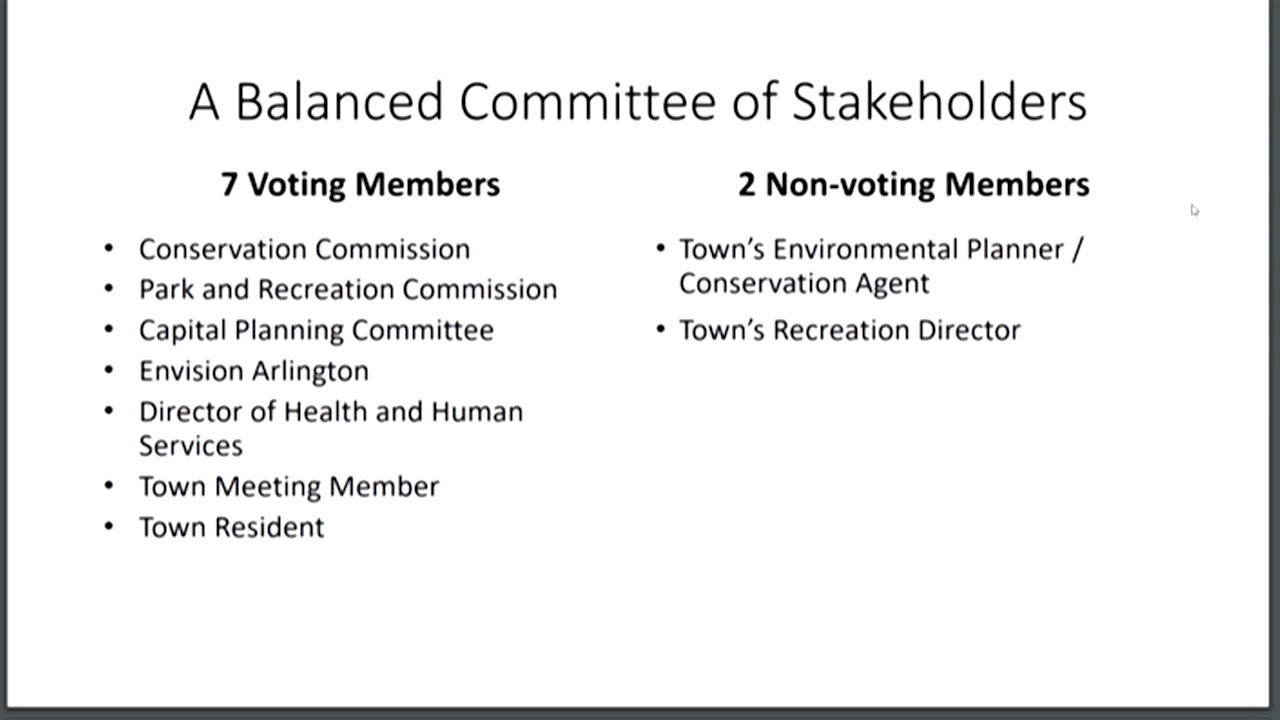 A Balanced Committee of Stakeholders
7 Voting Members
• Conservation Commission
• Park and Recreation Commission
• Capital Planning Committee
• Envision Arlington
• Director of Health and Human
Services
• Town Meeting Member
• Town Resident
2 Non-voting Members
• Town’s Environmental Planner /
Conservation Agent
• Town’s Recreation Director